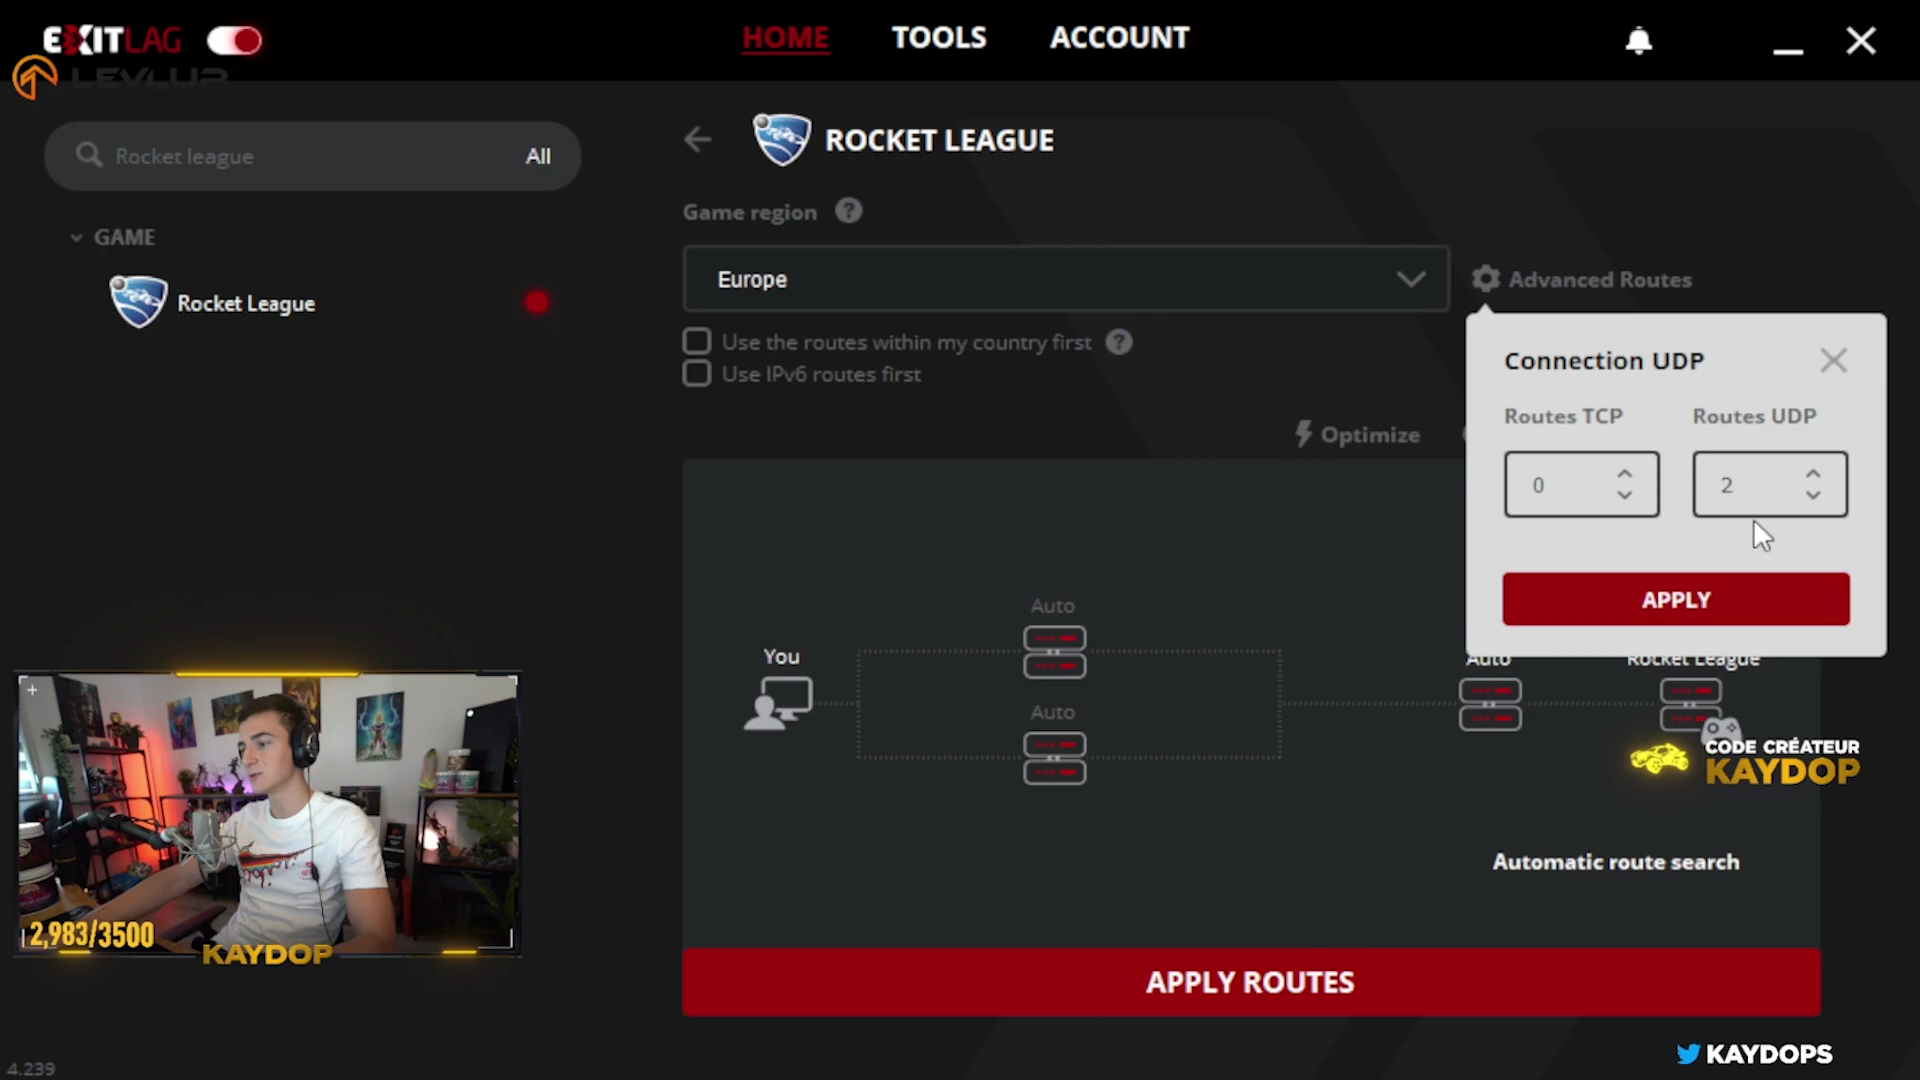 EXITLAG
LEVLUP
HOME
TOOLS
ACCOUNT
Rocket league
All
GAME
Rocket League
ROCKET LEAGUE
Game region ?
Europe
Advanced Routes
Use the routes within my country first ?
Use IPv6 routes first
Optimize
Connection UDP
Routes TCP
Routes UDP
0
2
APPLY
You
Auto
Auto
Auto
Rocket League
CODE CRÉATEUR
KAYDOP
Automatic route search
APPLY ROUTES
2,983/3500
KAYDOP
4.239
KAYDOPS